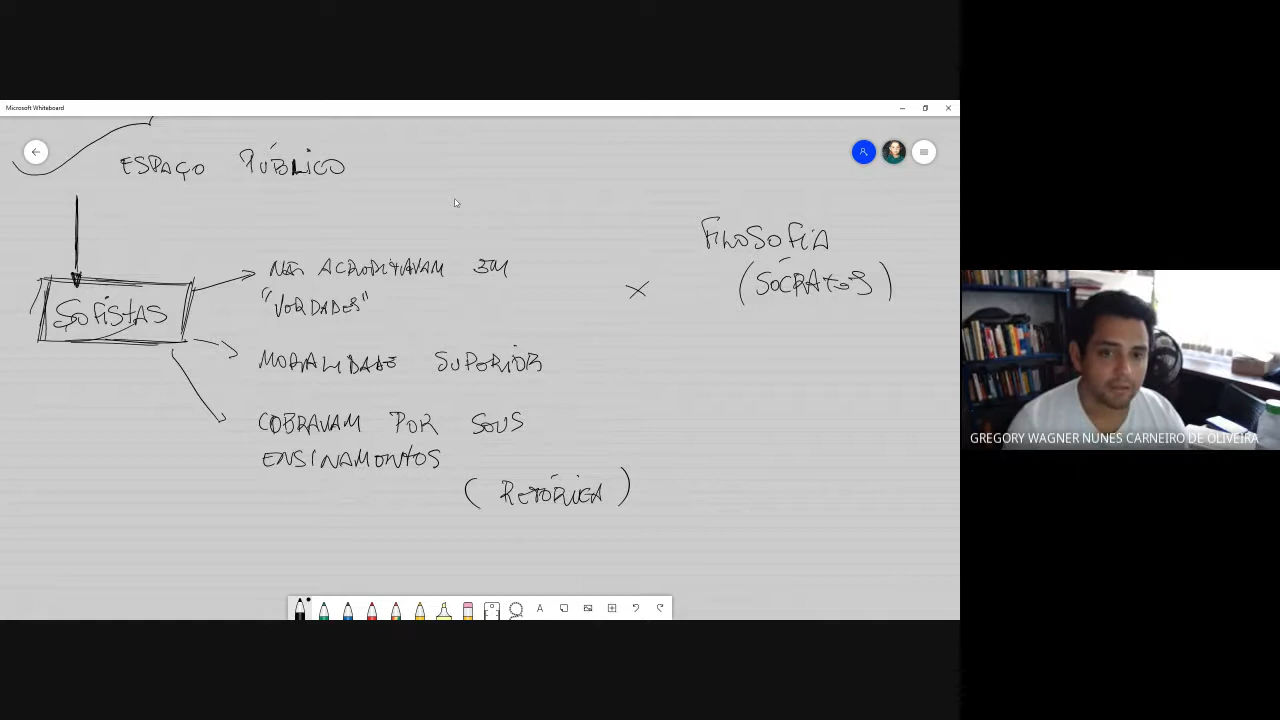 Microsoft Whiteboard
ESPAÇO PÚBLICO
FILOSOFIA
(SÓCRATES)
NÃO ACREDITAVAM EM
"VERDADES"
×
SOFISTAS
MORALIDADE SUPERIOR
COBRAVAM POR SEUS
ENSINAMENTOS
(RETÓRICA)
GREGORY WAGNER NUNES CARNEIRO DE OLIVEIRA